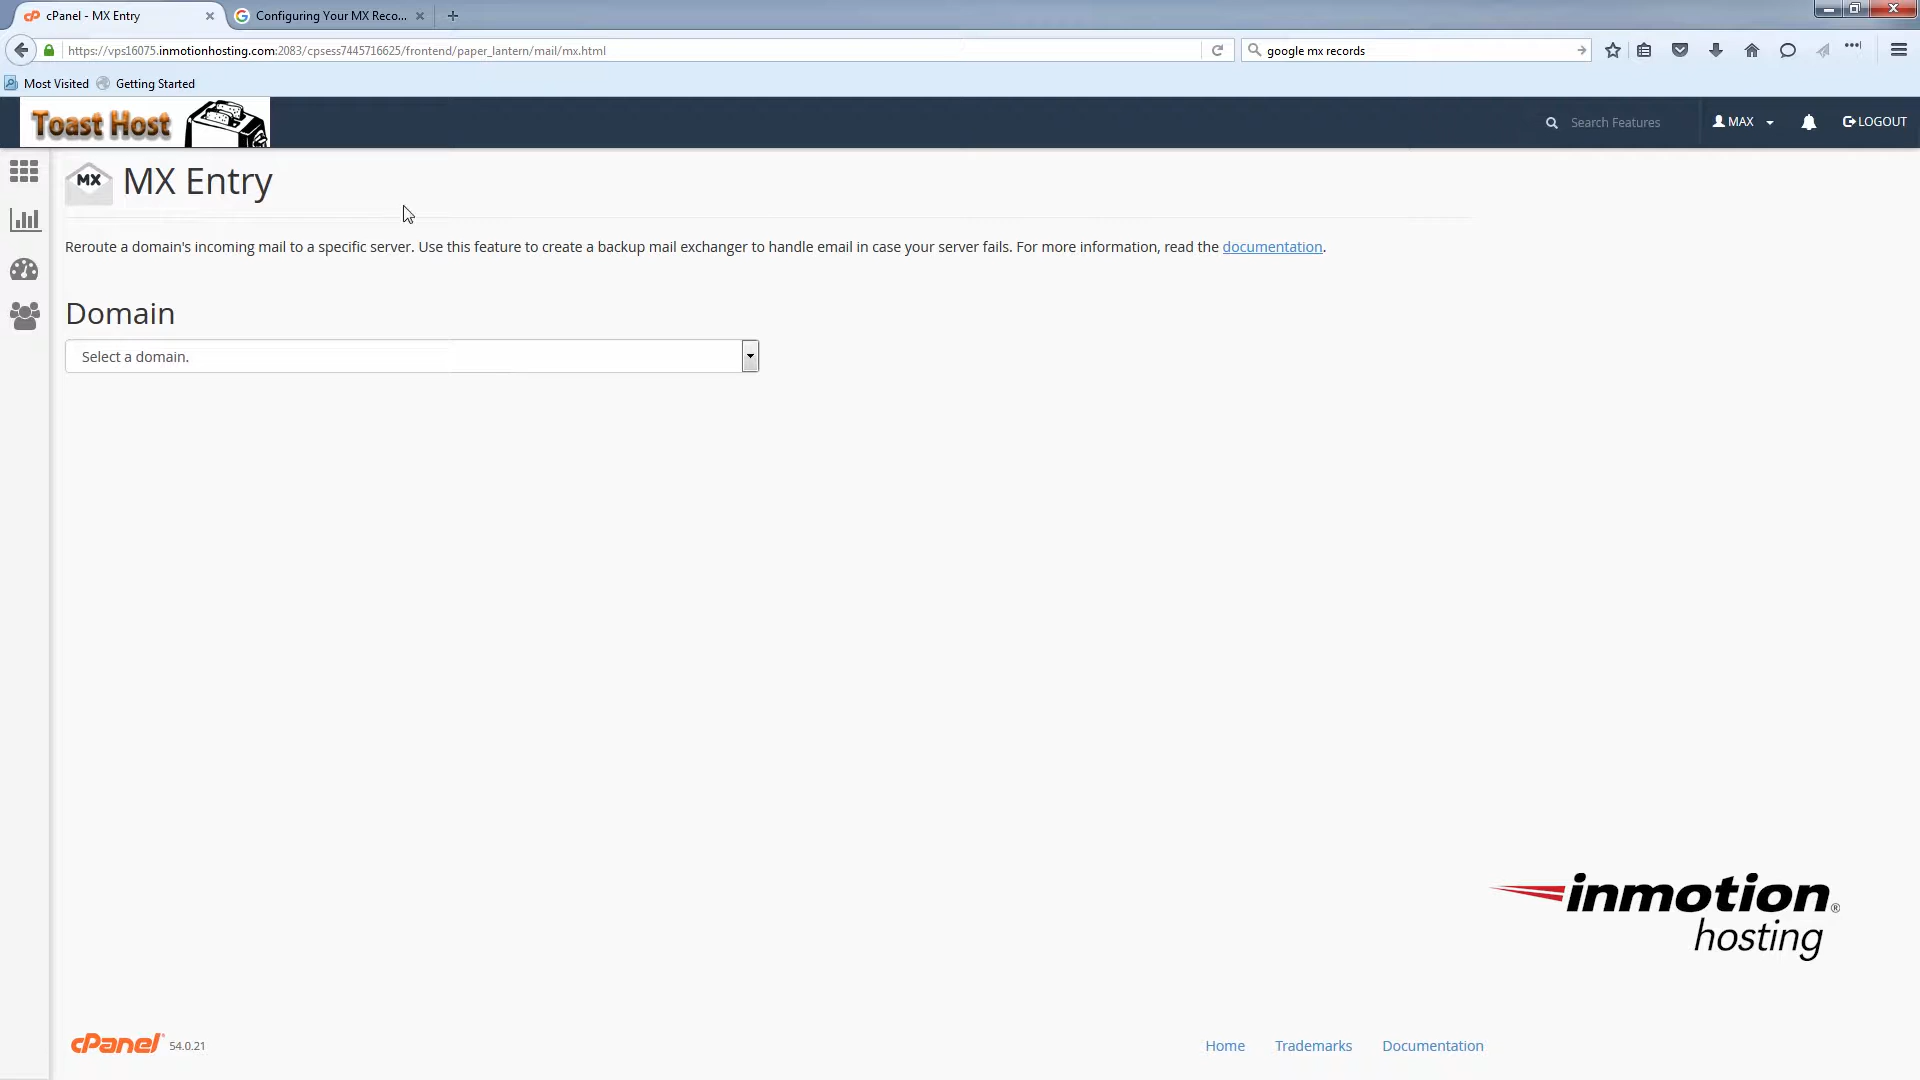 cPanel - MX Entry
Configuring Your MX Reco...
https://vps16075.inmotionhosting.com:2083/cpsess7445716625/frontend/paper_lantern/mail/mx.html
google mx records
Most Visited
Getting Started
Toast Host
Search Features
MAX
LOGOUT
MX
MX Entry
Reroute a domain's incoming mail to a specific server. Use this feature to create a backup mail exchanger to handle email in case your server fails. For more information, read the documentation.
Domain
Select a domain.
inmotion®
hosting
cPanel® 54.0.21
Home
Trademarks
Documentation